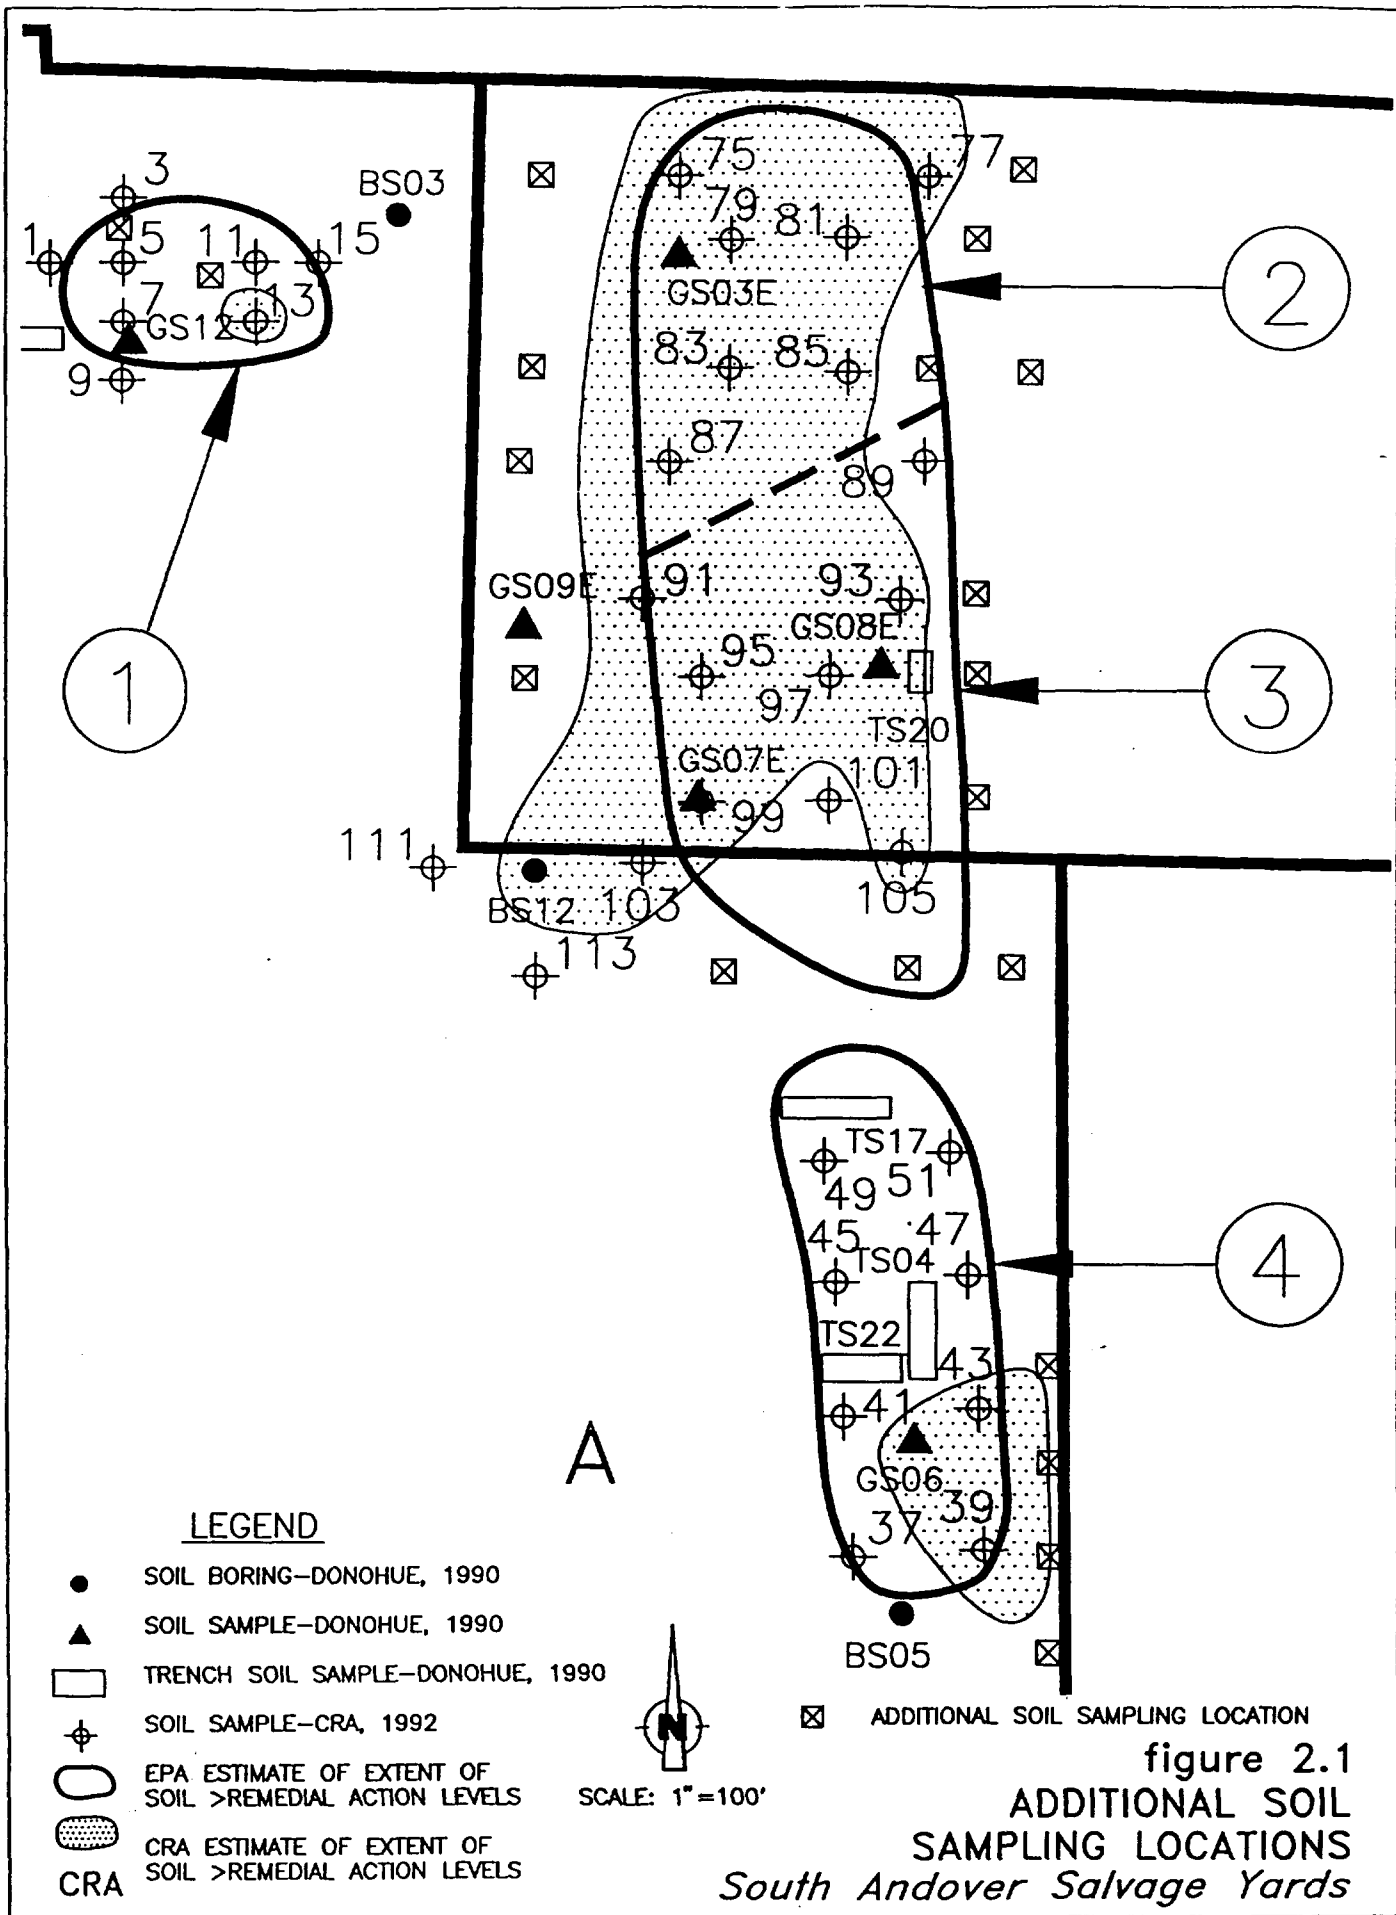 3
BS03
75
77
79
81
1
5
11
15
2
GS03E
7
GS12
13
83
85
9
87
89
GS09E
91
93
GS08E
95
1
97
3
TS20
GS07E
101
99
111
BS12
103
105
113
TS17
49
51
45
47
TS04
4
TS22
43
41
A
GS06
39
37
BS05
LEGEND
SOIL BORING-DONOHUE, 1990
SOIL SAMPLE-DONOHUE, 1990
TRENCH SOIL SAMPLE-DONOHUE, 1990
SOIL SAMPLE-CRA, 1992
EPA ESTIMATE OF EXTENT OF
SOIL >REMEDIAL ACTION LEVELS
CRA ESTIMATE OF EXTENT OF
SOIL >REMEDIAL ACTION LEVELS
CRA
N
SCALE: 1"=100'
ADDITIONAL SOIL SAMPLING LOCATION
figure 2.1
ADDITIONAL SOIL
SAMPLING LOCATIONS
South Andover Salvage Yards